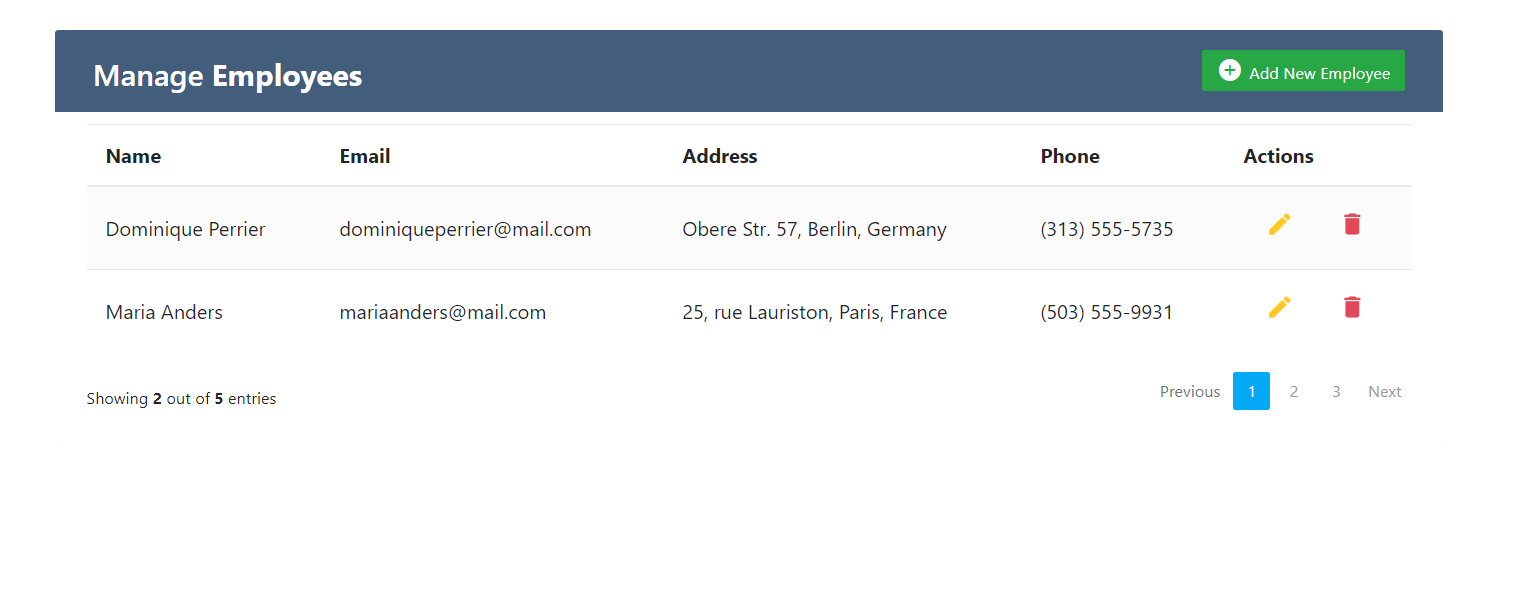 Manage Employees
Add New Employee
Name Email Address Phone Actions
Dominique Perrier dominiqueperrier@mail.com Obere Str. 57, Berlin, Germany (313) 555-5735
Maria Anders mariaanders@mail.com 25, rue Lauriston, Paris, France (503) 555-9931
Showing 2 out of 5 entries
Previous 1 2 3 Next